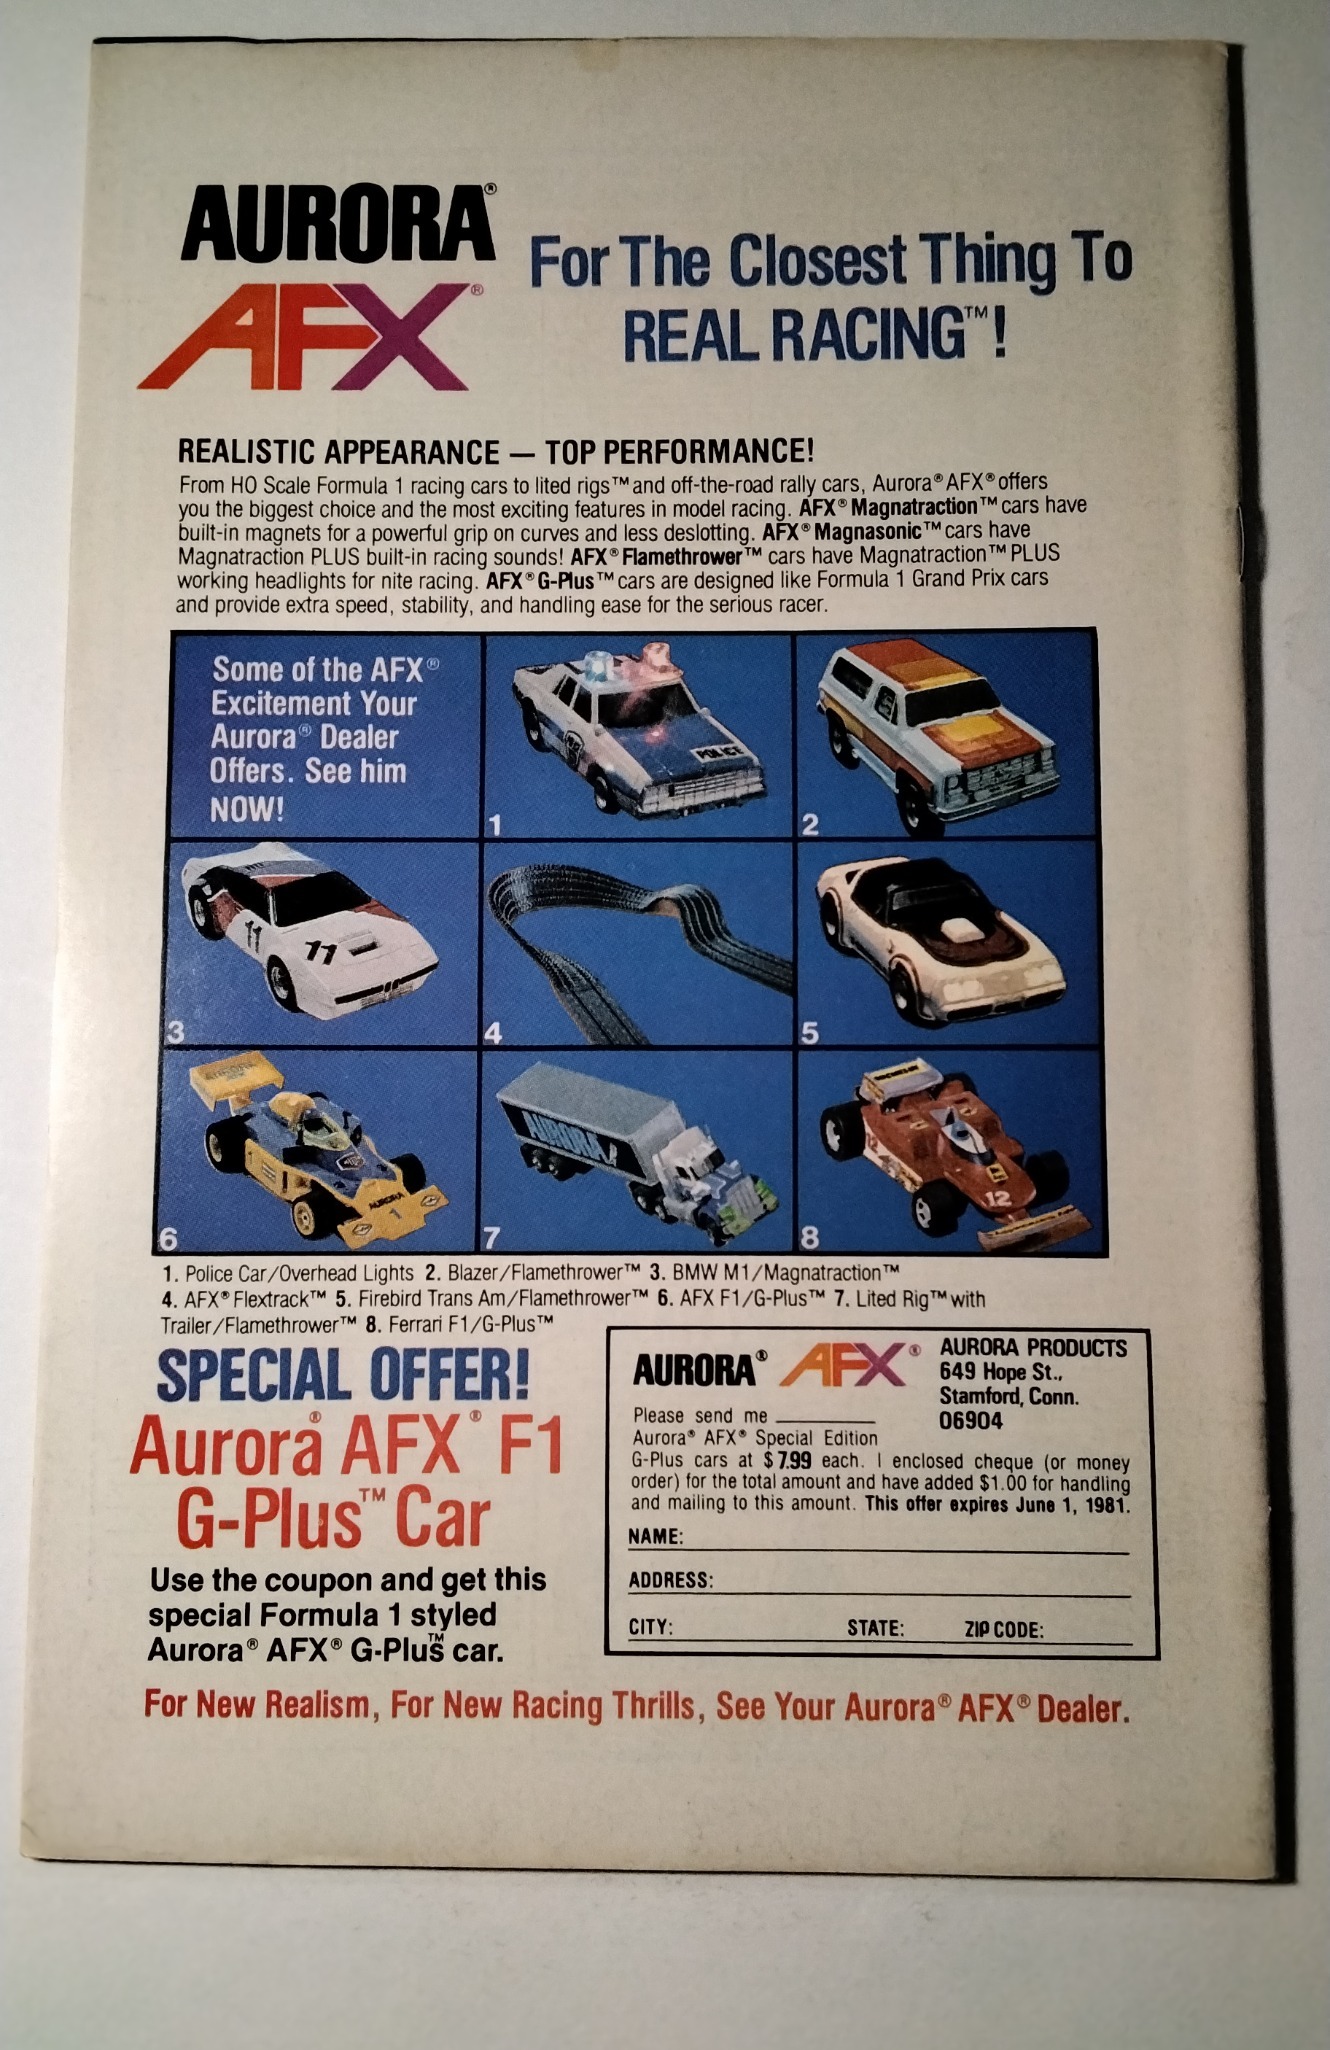 AURORA®
AFX®
For The Closest Thing To
REAL RACING™!
REALISTIC APPEARANCE — TOP PERFORMANCE!
From HO Scale Formula 1 racing cars to lited rigs™ and off-the-road rally cars, Aurora® AFX® offers
you the biggest choice and the most exciting features in model racing. AFX® Magnatraction™ cars have
built-in magnets for a powerful grip on curves and less deslotting. AFX® Magnasonic™ cars have
Magnatraction PLUS built-in racing sounds! AFX® Flamethrower™ cars have Magnatraction™ PLUS
working headlights for nite racing. AFX® G-Plus™ cars are designed like Formula 1 Grand Prix cars
and provide extra speed, stability, and handling ease for the serious racer.
Some of the AFX®
Excitement Your
Aurora® Dealer
Offers. See him
NOW!
POLICE
1
2
11
11
3
4
5
AURORA
AURORA
1
6
AURORA
7
12
12
8
1. Police Car/Overhead Lights 2. Blazer/Flamethrower™ 3. BMW M1/Magnatraction™
4. AFX® Flextrack™ 5. Firebird Trans Am/Flamethrower™ 6. AFX F1/G-Plus™ 7. Lited Rig™ with
Trailer/Flamethrower™ 8. Ferrari F1/G-Plus™
SPECIAL OFFER!
Aurora® AFX® F1
G-Plus™ Car
Use the coupon and get this
special Formula 1 styled
Aurora® AFX® G-Plus™ car.
AURORA® AFX®
AURORA PRODUCTS
649 Hope St.,
Stamford, Conn.
06904
Please send me ________
Aurora® AFX® Special Edition
G-Plus cars at $7.99 each. I enclosed cheque (or money
order) for the total amount and have added $1.00 for handling
and mailing to this amount. This offer expires June 1, 1981.
NAME:
ADDRESS:
CITY: STATE: ZIP CODE:
For New Realism, For New Racing Thrills, See Your Aurora® AFX® Dealer.